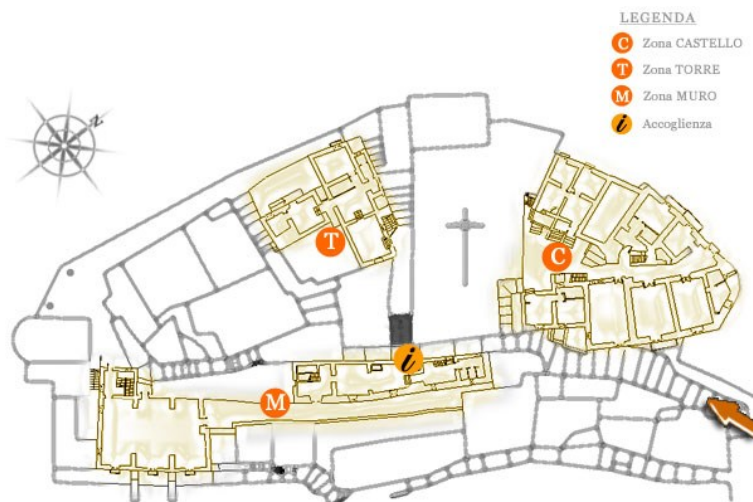 LEGENDA
C Zona CASTELLO
T Zona TORRE
M Zona MURO
i Accoglienza
N
T
C
i
M